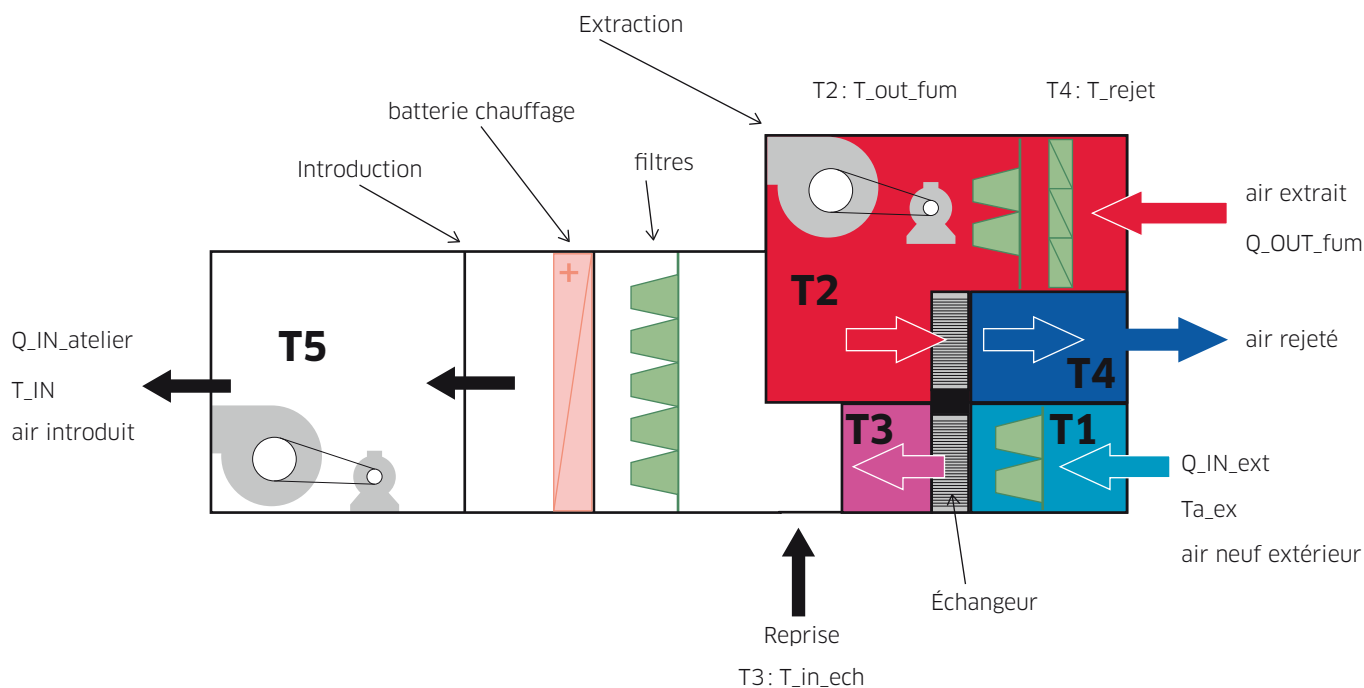 Extraction
T2: T_out_fum
T4: T_rejet
batterie chauffage
Introduction
filtres
+
air extrait
Q_OUT_fum
T2
Q_IN_atelier
T_IN
air introduit
T5
air rejeté
T4
T3
T1
Q_IN_ext
Ta_ex
air neuf extérieur
Échangeur
Reprise
T3: T_in_ech